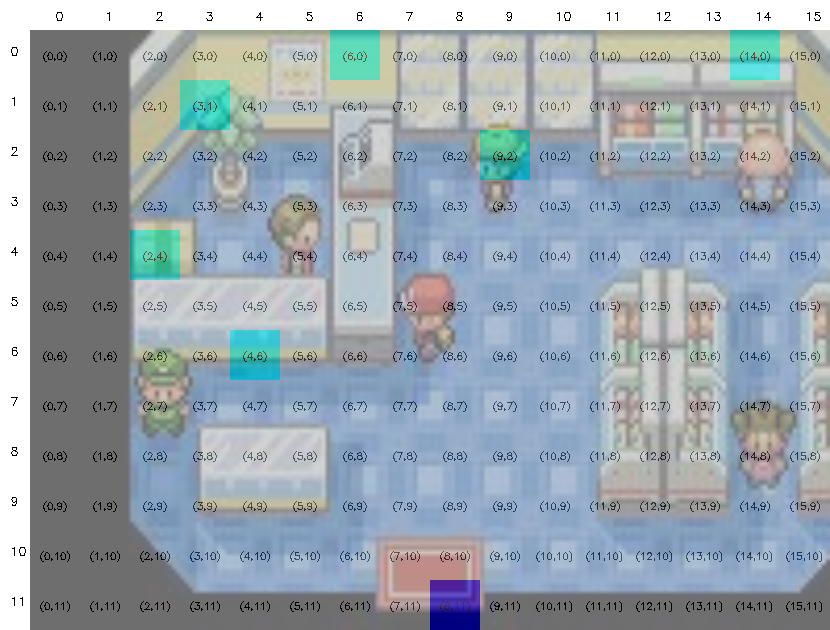 0 1 2 3 4 5 6 7 8 9 10 11 12 13 14 15
0 (0,0) (1,0) (2,0) (3,0) (4,0) (5,0) (6,0) (7,0) (8,0) (9,0) (10,0) (11,0) (12,0) (13,0) (14,0) (15,0)
1 (0,1) (1,1) (2,1) (3,1) (4,1) (5,1) (6,1) (7,1) (8,1) (9,1) (10,1) (11,1) (12,1) (13,1) (14,1) (15,1)
2 (0,2) (1,2) (2,2) (3,2) (4,2) (5,2) (6,2) (7,2) (8,2) (9,2) (10,2) (11,2) (12,2) (13,2) (14,2) (15,2)
3 (0,3) (1,3) (2,3) (3,3) (4,3) (5,3) (6,3) (7,3) (8,3) (9,3) (10,3) (11,3) (12,3) (13,3) (14,3) (15,3)
4 (0,4) (1,4) (2,4) (3,4) (4,4) (5,4) (6,4) (7,4) (8,4) (9,4) (10,4) (11,4) (12,4) (13,4) (14,4) (15,4)
5 (0,5) (1,5) (2,5) (3,5) (4,5) (5,5) (6,5) (7,5) (8,5) (9,5) (10,5) (11,5) (12,5) (13,5) (14,5) (15,5)
6 (0,6) (1,6) (2,6) (3,6) (4,6) (5,6) (6,6) (7,6) (8,6) (9,6) (10,6) (11,6) (12,6) (13,6) (14,6) (15,6)
7 (0,7) (1,7) (2,7) (3,7) (4,7) (5,7) (6,7) (7,7) (8,7) (9,7) (10,7) (11,7) (12,7) (13,7) (14,7) (15,7)
8 (0,8) (1,8) (2,8) (3,8) (4,8) (5,8) (6,8) (7,8) (8,8) (9,8) (10,8) (11,8) (12,8) (13,8) (14,8) (15,8)
9 (0,9) (1,9) (2,9) (3,9) (4,9) (5,9) (6,9) (7,9) (8,9) (9,9) (10,9) (11,9) (12,9) (13,9) (14,9) (15,9)
10 (0,10) (1,10) (2,10) (3,10) (4,10) (5,10) (6,10) (7,10) (8,10) (9,10) (10,10) (11,10) (12,10) (13,10) (14,10) (15,10)
11 (0,11) (1,11) (2,11) (3,11) (4,11) (5,11) (6,11) (7,11) (8,11) (9,11) (10,11) (11,11) (12,11) (13,11) (14,11) (15,11)